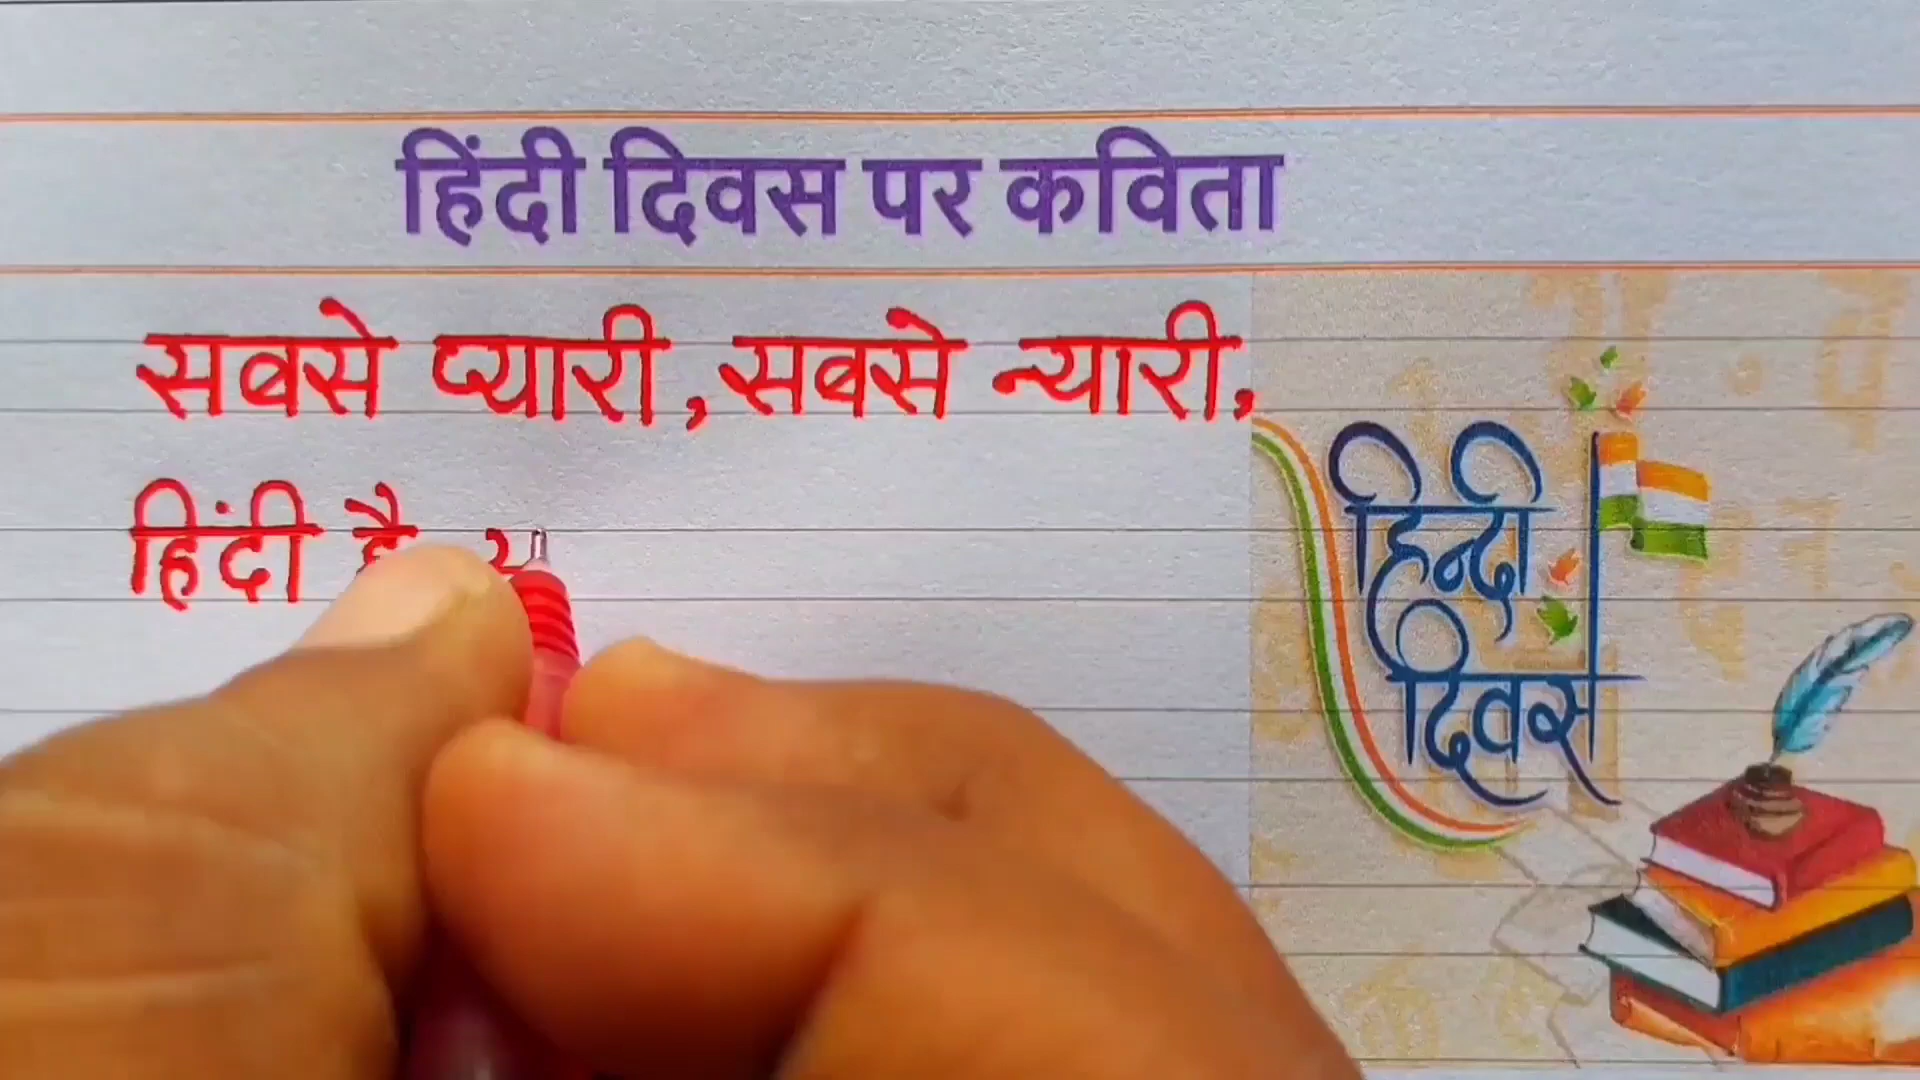 हिंदी दिवस पर कविता
सबसे प्यारी, सबसे न्यारी,
हिंदी है
हिन्दी
दिवस